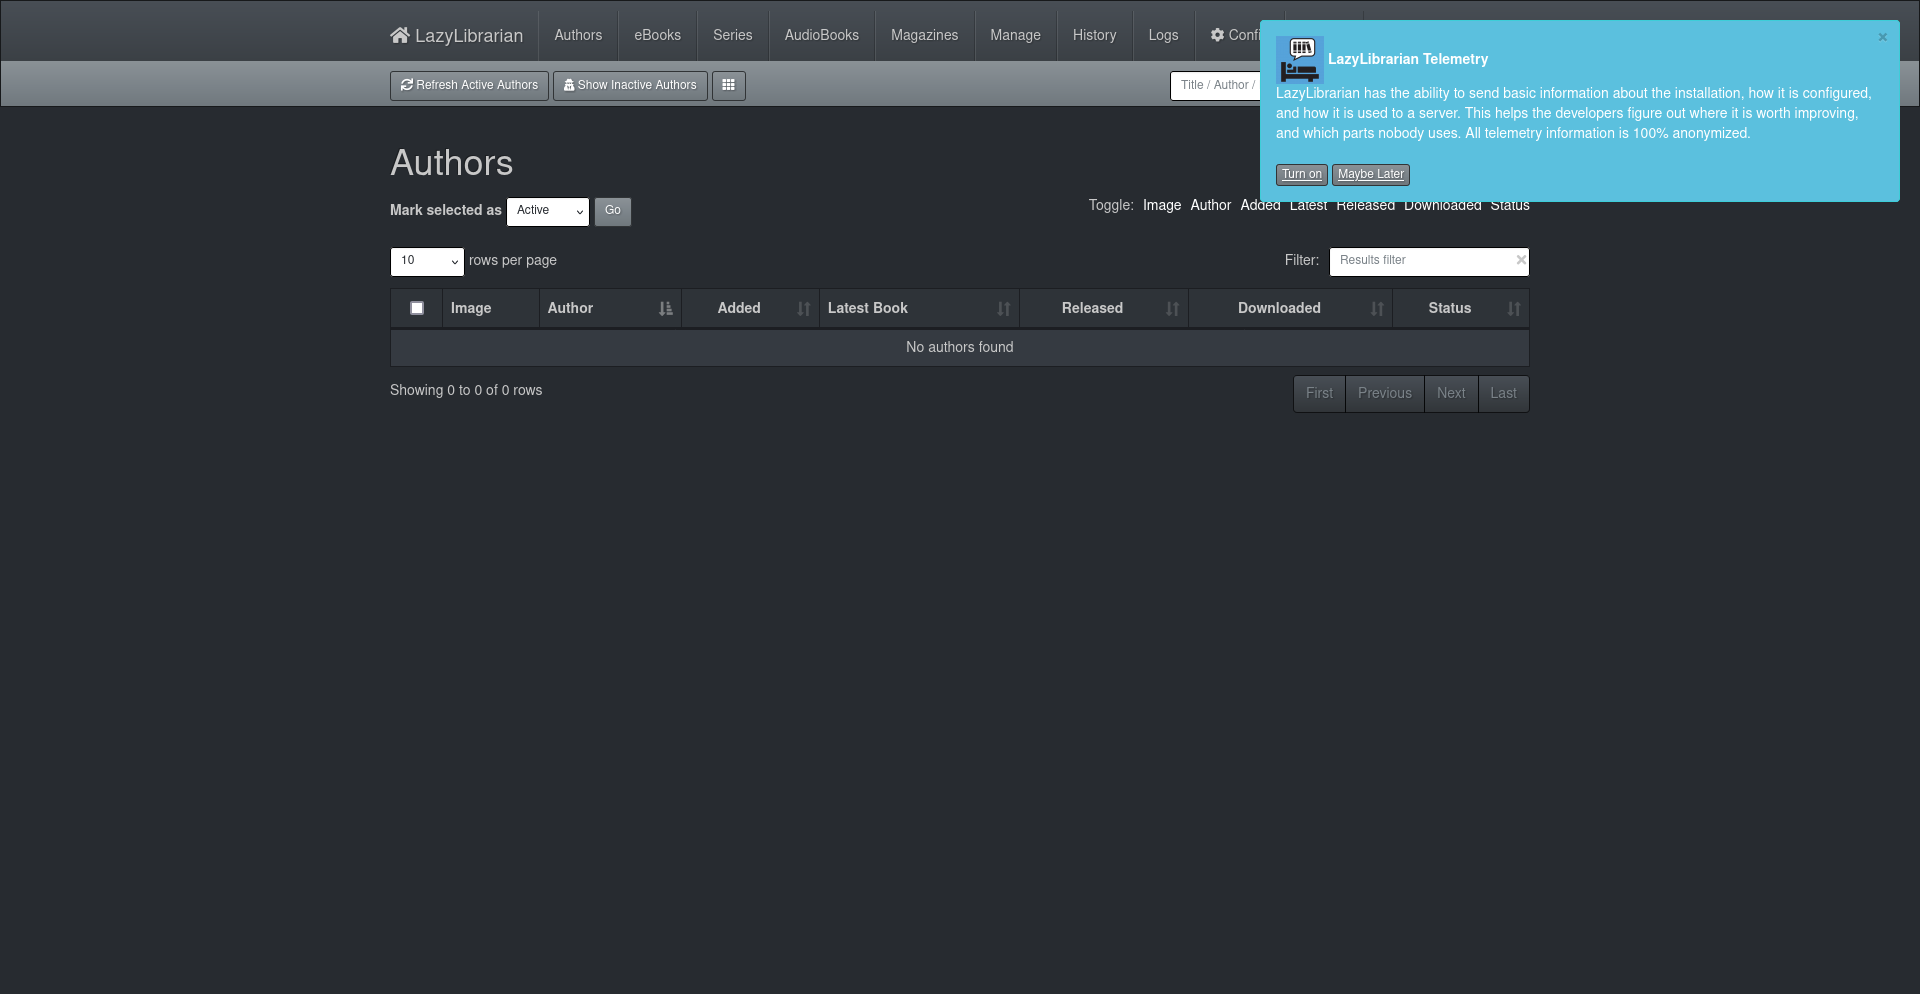 LazyLibrarian Authors eBooks Series AudioBooks Magazines Manage History Logs
Refresh Active Authors Show Inactive Authors Title / Author /
×
LazyLibrarian Telemetry
LazyLibrarian has the ability to send basic information about the installation, how it is configured,
and how it is used to a server. This helps the developers figure out where it is worth improving,
and which parts nobody uses. All telemetry information is 100% anonymized.
Turn on Maybe Later
Authors
Mark selected as Active Go Toggle: Image Author Added Latest Released Downloaded Status
10 rows per page Filter: Results filter
Image Author Added Latest Book Released Downloaded Status
No authors found
Showing 0 to 0 of 0 rows First Previous Next Last